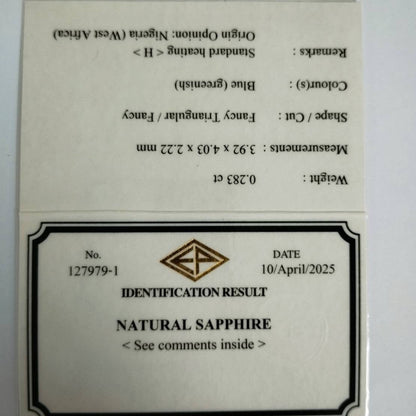 Weight : 0.283 ct
Measurements : 3.92 x 4.03 x 2.22 mm
Shape / Cut : Fancy Triangular / Fancy
Colour(s) : Blue (greenish)
Remarks : Standard heating < H >
Origin Opinion: Nigeria (West Africa)
No.
127979-1
EP
DATE
10/April/2025
IDENTIFICATION RESULT
NATURAL SAPPHIRE
< See comments inside >